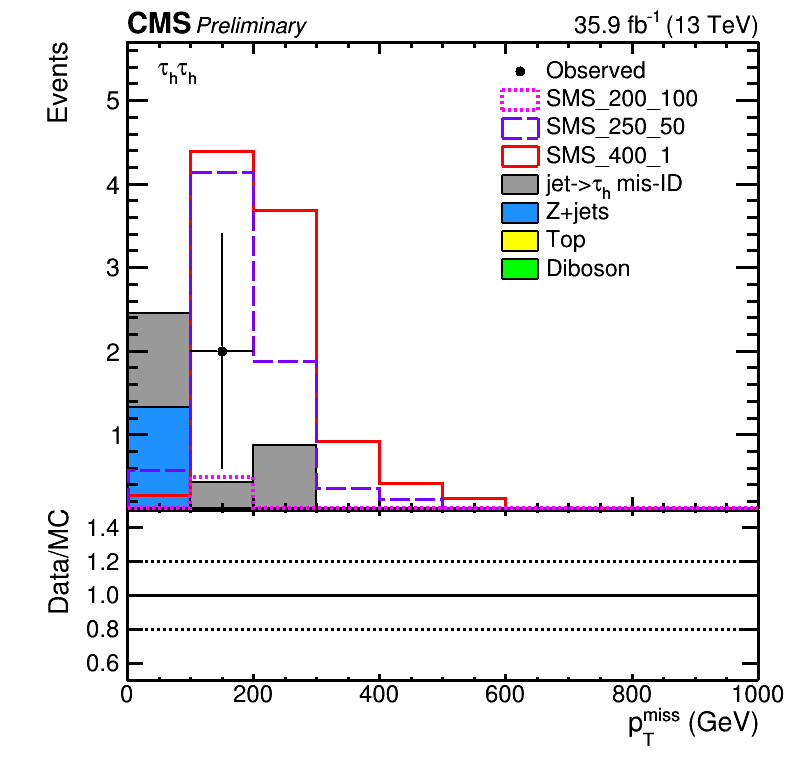 CMS Preliminary 35.9 fb⁻¹ (13 TeV)
τhτh
Observed
SMS_200_100
SMS_250_50
SMS_400_1
jet->τh mis-ID
Z+jets
Top
Diboson
Events
5
4
3
2
1
Data/MC
1.4
1.2
1.0
0.8
0.6
0 200 400 600 800 1000
pTmiss (GeV)